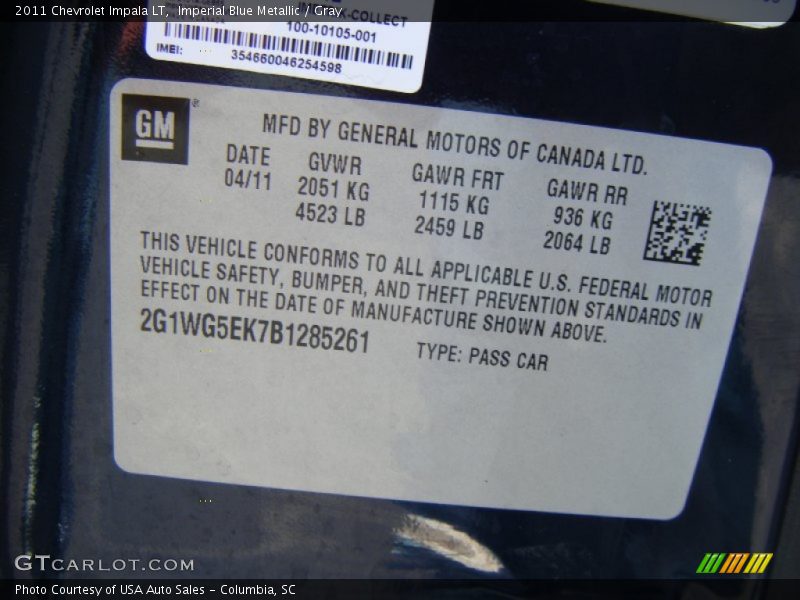 2011 Chevrolet Impala LT, Imperial Blue Metallic / Gray
-COLLECT
100-10105-001
IMEI:
354660046254598
GM ®
MFD BY GENERAL MOTORS OF CANADA LTD.
DATE GVWR GAWR FRT GAWR RR
04/11 2051 KG 1115 KG 936 KG
4523 LB 2459 LB 2064 LB
THIS VEHICLE CONFORMS TO ALL APPLICABLE U.S. FEDERAL MOTOR
VEHICLE SAFETY, BUMPER, AND THEFT PREVENTION STANDARDS IN
EFFECT ON THE DATE OF MANUFACTURE SHOWN ABOVE.
2G1WG5EK7B1285261 TYPE: PASS CAR
GTCARLOT.COM
Photo Courtesy of USA Auto Sales - Columbia, SC